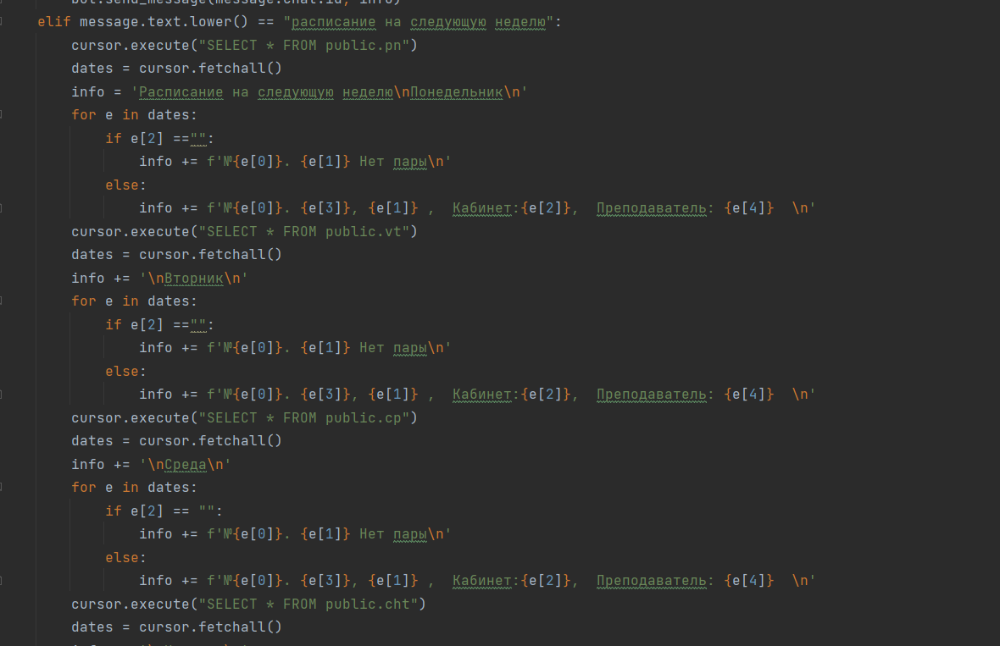 bot.send_message(message.chat.id, info)
elif message.text.lower() == "расписание на следующую неделю":
cursor.execute("SELECT * FROM public.pn")
dates = cursor.fetchall()
info = 'Расписание на следующую неделю\nПонедельник\n'
for e in dates:
if e[2] =="":
info += f'№{e[0]}. {e[1]} Нет пары\n'
else:
info += f'№{e[0]}. {e[3]}, {e[1]} ,  Кабинет:{e[2]},  Преподаватель: {e[4]}  \n'
cursor.execute("SELECT * FROM public.vt")
dates = cursor.fetchall()
info += '\nВторник\n'
for e in dates:
if e[2] =="":
info += f'№{e[0]}. {e[1]} Нет пары\n'
else:
info += f'№{e[0]}. {e[3]}, {e[1]} ,  Кабинет:{e[2]},  Преподаватель: {e[4]}  \n'
cursor.execute("SELECT * FROM public.cp")
dates = cursor.fetchall()
info += '\nСреда\n'
for e in dates:
if e[2] == "":
info += f'№{e[0]}. {e[1]} Нет пары\n'
else:
info += f'№{e[0]}. {e[3]}, {e[1]} ,  Кабинет:{e[2]},  Преподаватель: {e[4]}  \n'
cursor.execute("SELECT * FROM public.cht")
dates = cursor.fetchall()